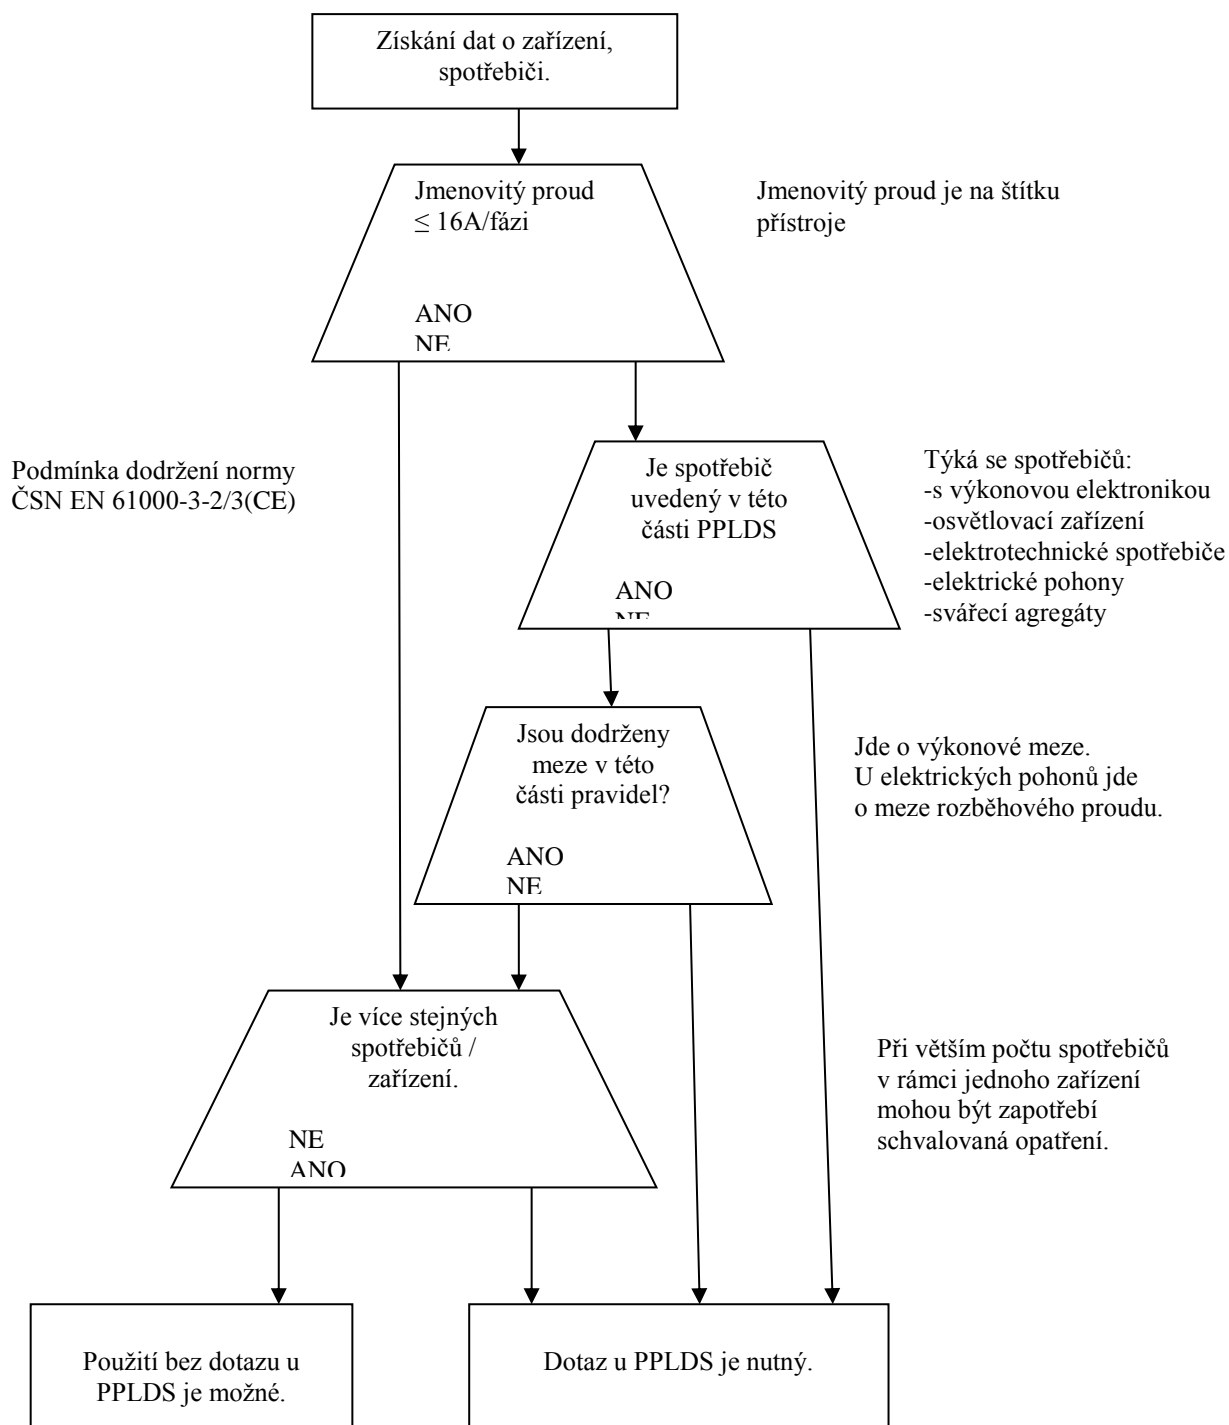 Získání dat o zařízení,
spotřebiči.
Jmenovitý proud
≤ 16A/fázi
ANO
NE
Jmenovitý proud je na štítku
přístroje
Podmínka dodržení normy
ČSN EN 61000-3-2/3(CE)
Je spotřebič
uvedený v této
části PPLDS
ANO
NE
Týká se spotřebičů:
-s výkonovou elektronikou
-osvětlovací zařízení
-elektrotechnické spotřebiče
-elektrické pohony
-svářecí agregáty
Jsou dodrženy
meze v této
části pravidel?
ANO
NE
Jde o výkonové meze.
U elektrických pohonů jde
o meze rozběhového proudu.
Je více stejných
spotřebičů /
zařízení.
NE
ANO
Při větším počtu spotřebičů
v rámci jednoho zařízení
mohou být zapotřebí
schvalovaná opatření.
Použití bez dotazu u
PPLDS je možné.
Dotaz u PPLDS je nutný.